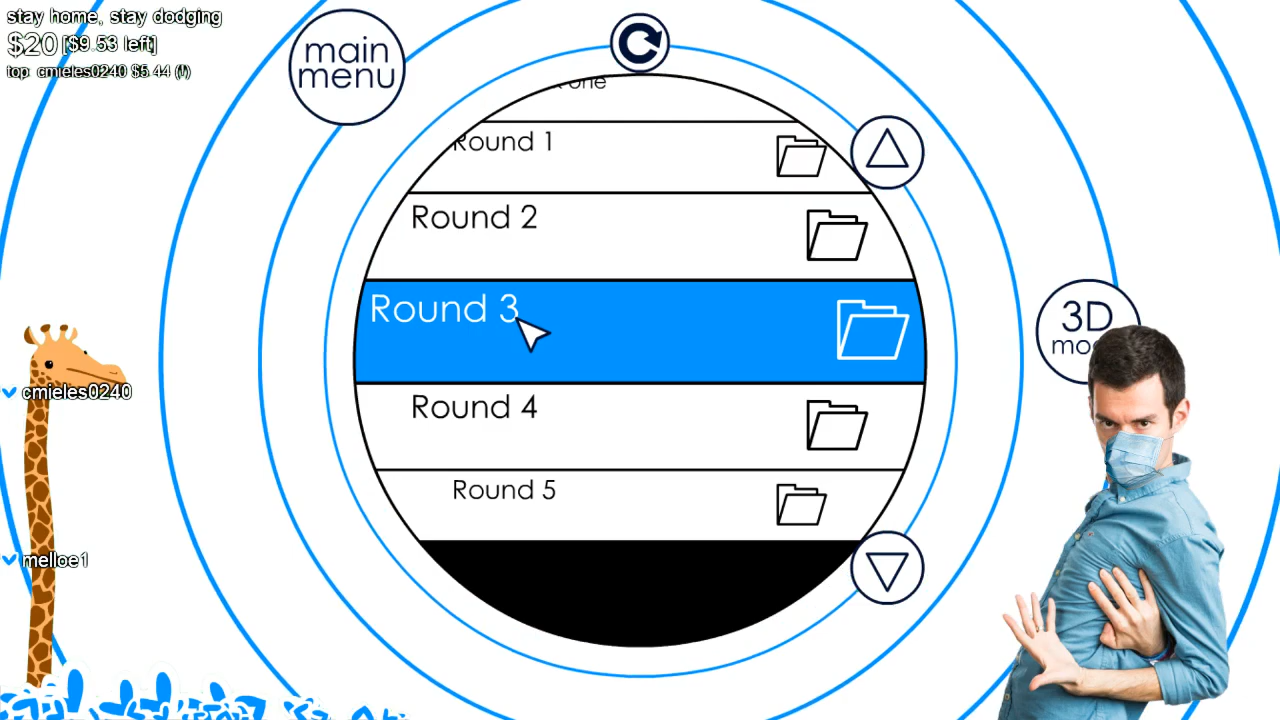 stay home, stay dodging
$20 [$9.53 left]
top: cmieles0240 $5.44 (!)
main
menu
one
Round 1
Round 2
Round 3
Round 4
Round 5
3D
cmieles0240
melloe1